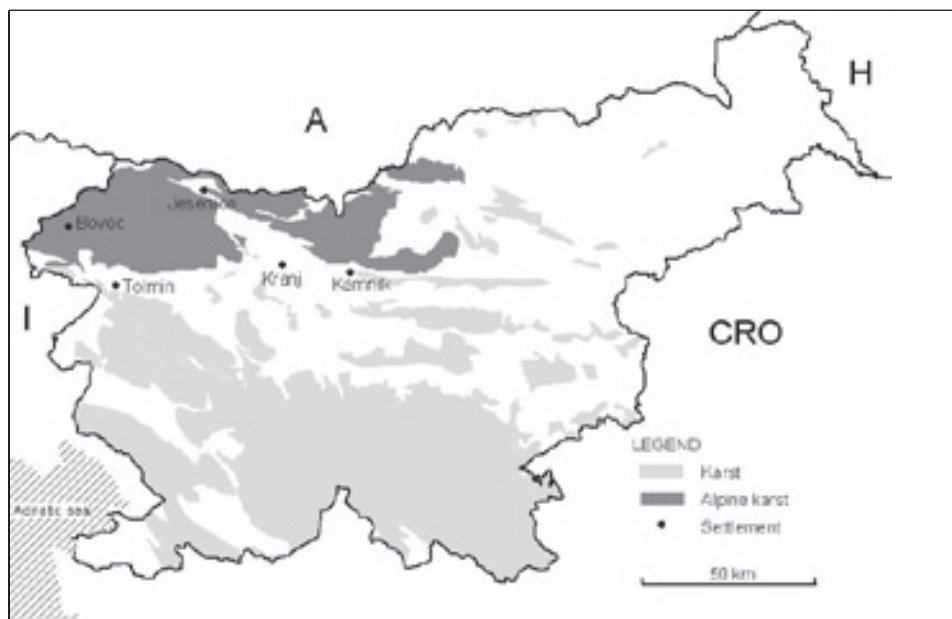 H
A
Jesenice
Bovec
Kranj
Kamnik
Tolmin
I
CRO
LEGEND
Karst
Alpine karst
Adriatic sea
Settlement
50 km